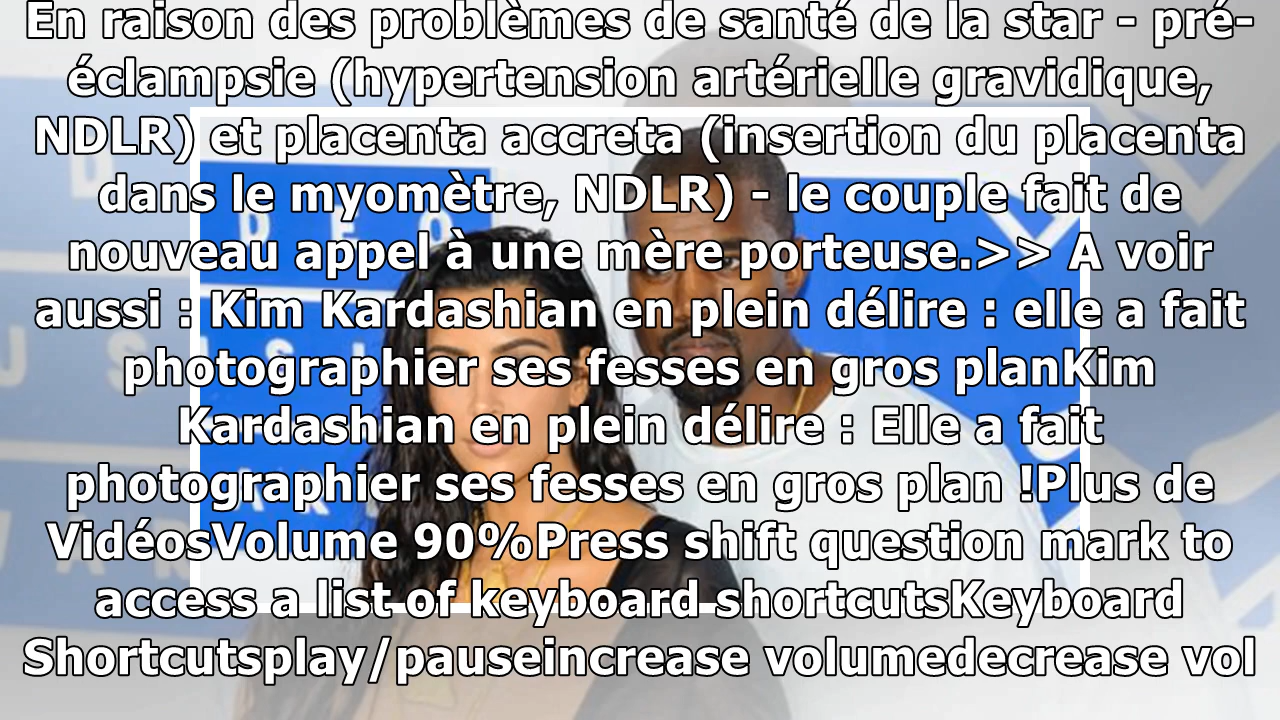 En raison des problèmes de santé de la star - pré-
éclampsie (hypertension artérielle gravidique,
NDLR) et placenta accreta (insertion du placenta
dans le myomètre, NDLR) - le couple fait de
nouveau appel à une mère porteuse.>> A voir
aussi : Kim Kardashian en plein délire : elle a fait
photographier ses fesses en gros planKim
Kardashian en plein délire : Elle a fait
photographier ses fesses en gros plan !Plus de
VidéosVolume 90%Press shift question mark to
access a list of keyboard shortcutsKeyboard
Shortcutsplay/pauseincrease volumedecrease vol